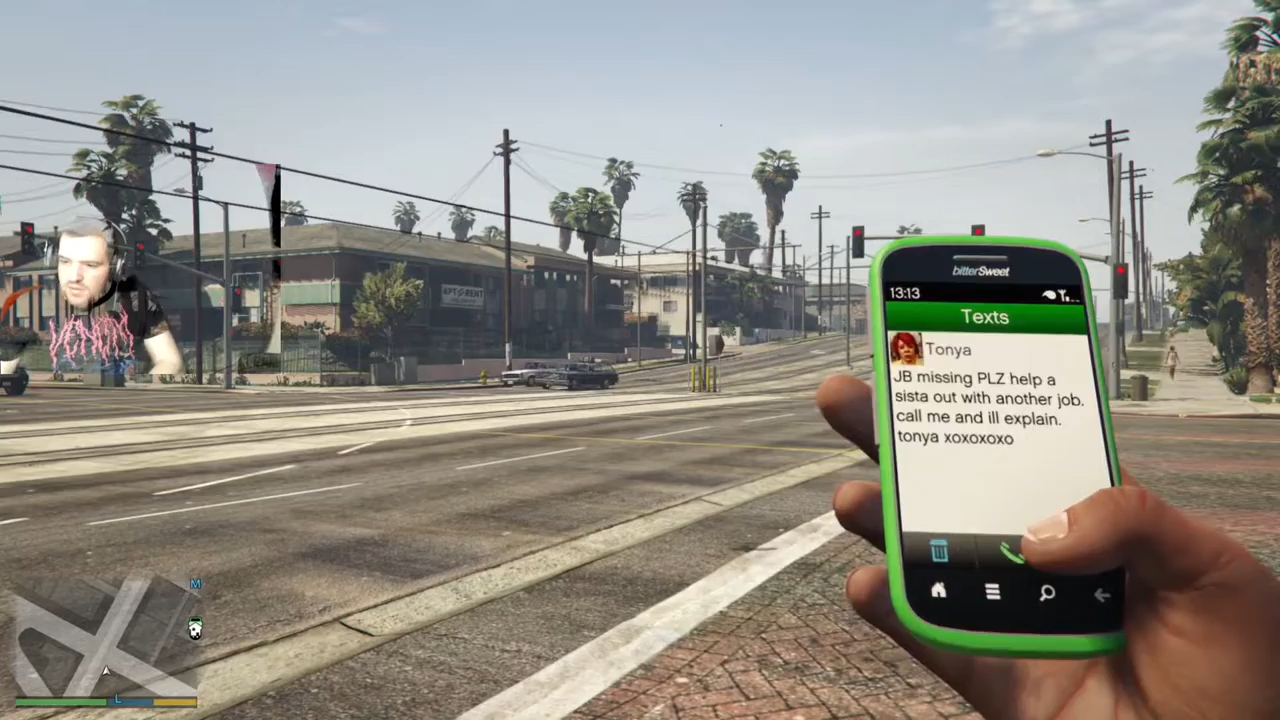 APT RENT
bitterSweet
13:13
Texts
Tonya
JB missing PLZ help a
sista out with another job.
call me and ill explain.
tonya xoxoxoxo
M
L